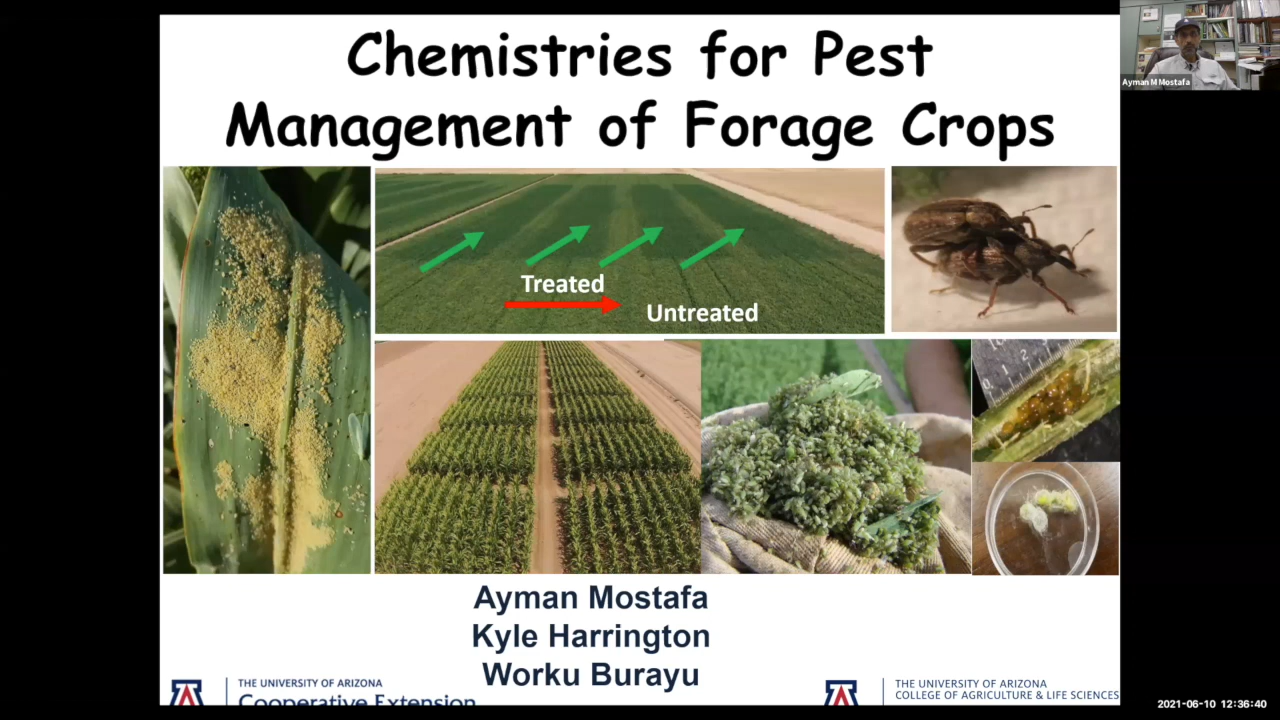 Chemistries for Pest
Management of Forage Crops
Ayman M Mostafa
Treated
Untreated
Ayman Mostafa
Kyle Harrington
Worku Burayu
THE UNIVERSITY OF ARIZONA
Cooperative Extension
THE UNIVERSITY OF ARIZONA
COLLEGE OF AGRICULTURE & LIFE SCIENCES
2021-06-10 12:36:40